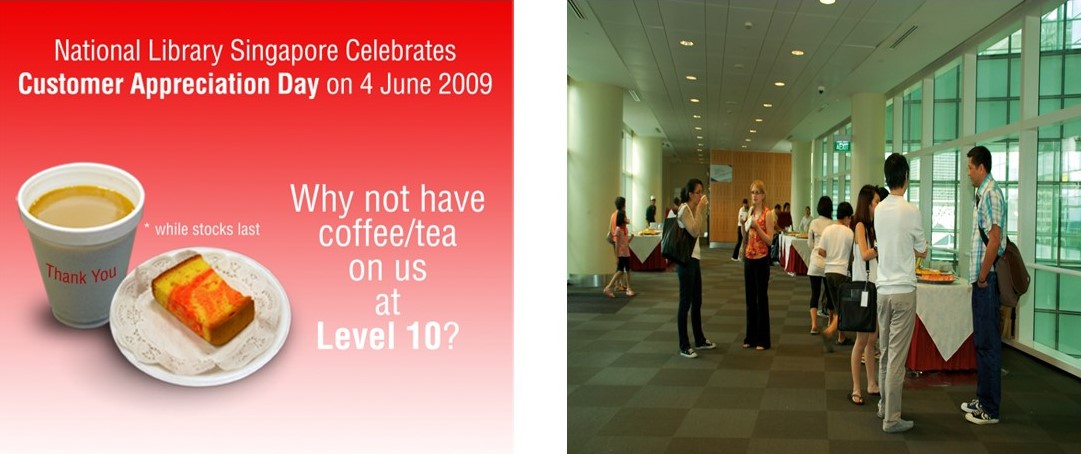 National Library Singapore Celebrates
Customer Appreciation Day on 4 June 2009
Why not have
coffee/tea
on us
at
Level 10?
* while stocks last
Thank You